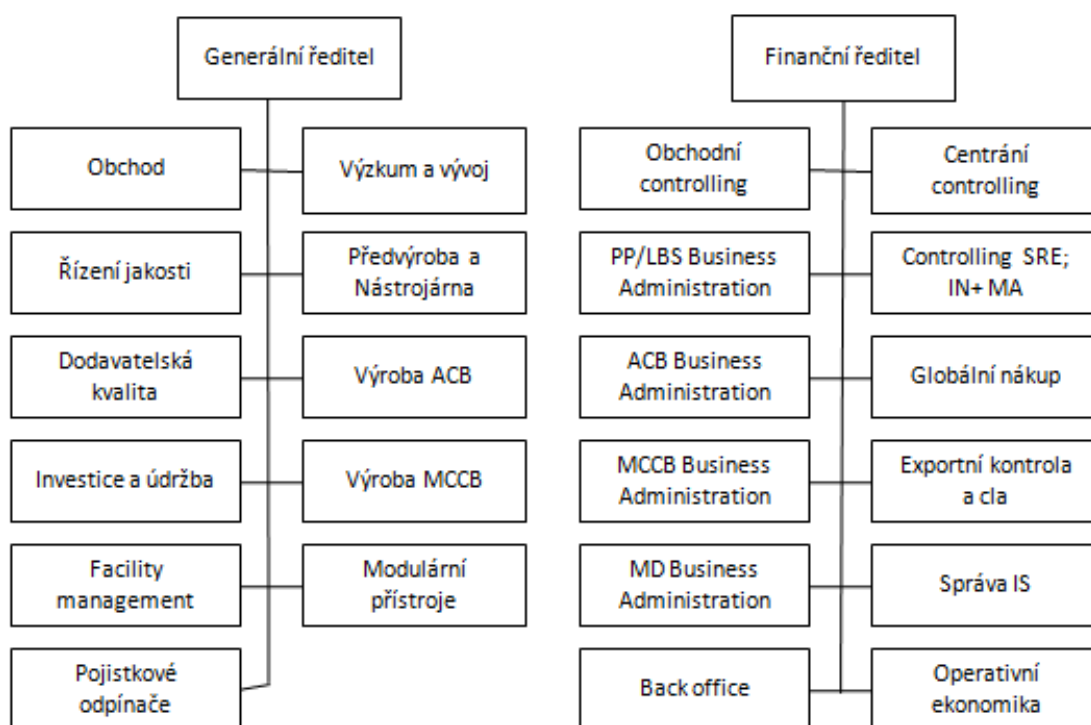 Generální ředitel
Obchod
Výzkum a vývoj
Řízení jakosti
Předvýroba a
Nástrojárna
Dodavatelská
kvalita
Výroba ACB
Investice a údržba
Výroba MCCB
Facility
management
Modulární
přístroje
Pojistkové
odpínače
Finanční ředitel
Obchodní
controlling
Centrání
controlling
PP/LBS Business
Administration
Controlling SRE;
IN+ MA
ACB Business
Administration
Globální nákup
MCCB Business
Administration
Exportní kontrola
a cla
MD Business
Administration
Správa IS
Back office
Operativní
ekonomika